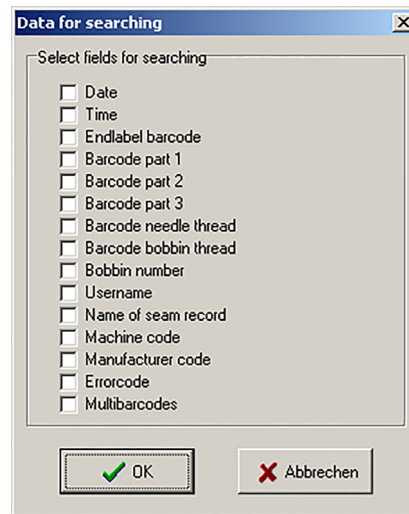 Data for searching
Select fields for searching
Date
Time
Endlabel barcode
Barcode part 1
Barcode part 2
Barcode part 3
Barcode needle thread
Barcode bobbin thread
Bobbin number
Username
Name of seam record
Machine code
Manufacturer code
Errorcode
Multibarcodes
OK Abbrechen